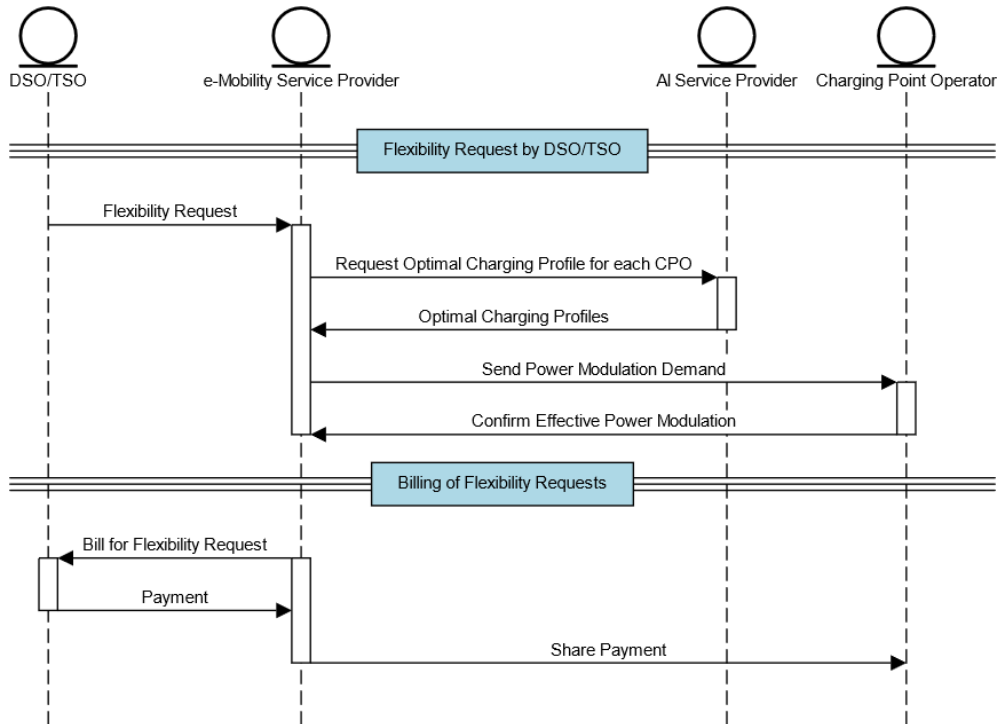 DSO/TSO
e-Mobility Service Provider
AI Service Provider
Charging Point Operator
Flexibility Request by DSO/TSO
Flexibility Request
Request Optimal Charging Profile for each CPO
Optimal Charging Profiles
Send Power Modulation Demand
Confirm Effective Power Modulation
Billing of Flexibility Requests
Bill for Flexibility Request
Payment
Share Payment